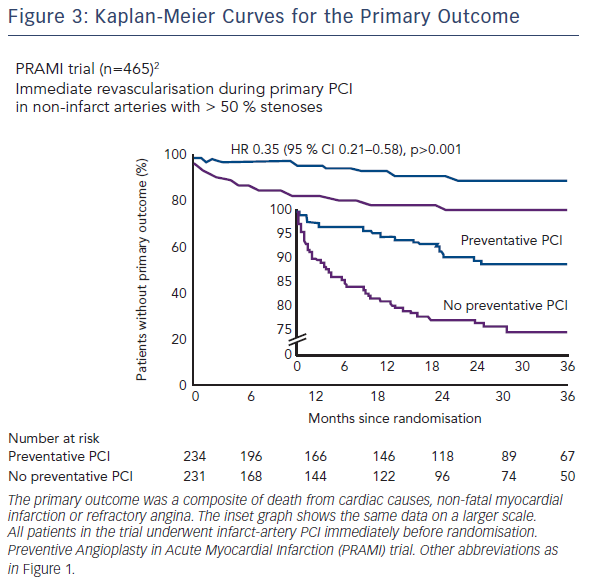 Figure 3: Kaplan-Meier Curves for the Primary Outcome
PRAMI trial (n=465)²
Immediate revascularisation during primary PCI
in non-infarct arteries with > 50 % stenoses
HR 0.35 (95 % CI 0.21–0.58), p>0.001
Patients without primary outcome (%)
100
80
60
40
20
0
100
95
90
85
80
75
0
Preventative PCI
No preventative PCI
0 6 12 18 24 30 36
0 6 12 18 24 30 36
Months since randomisation
Number at risk
Preventative PCI 234 196 166 146 118 89 67
No preventative PCI 231 168 144 122 96 74 50
The primary outcome was a composite of death from cardiac causes, non-fatal myocardial
infarction or refractory angina. The inset graph shows the same data on a larger scale.
All patients in the trial underwent infarct-artery PCI immediately before randomisation.
Preventive Angioplasty in Acute Myocardial Infarction (PRAMI) trial. Other abbreviations as
in Figure 1.